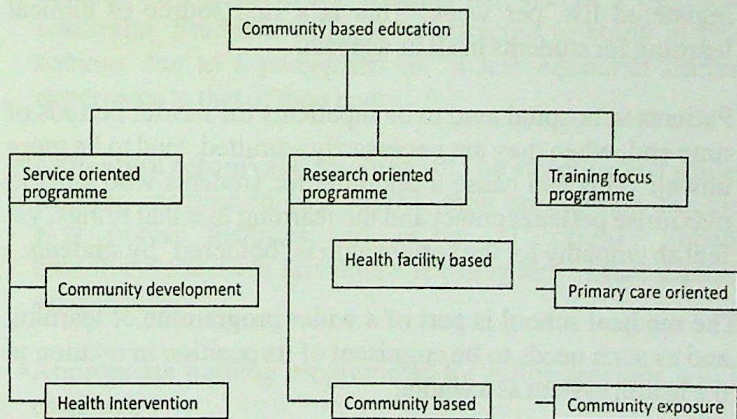 Community based education
Service oriented
programme
Research oriented
programme
Training focus
programme
Health facility based
Community development
Primary care oriented
Health Intervention
Community based
Community exposure